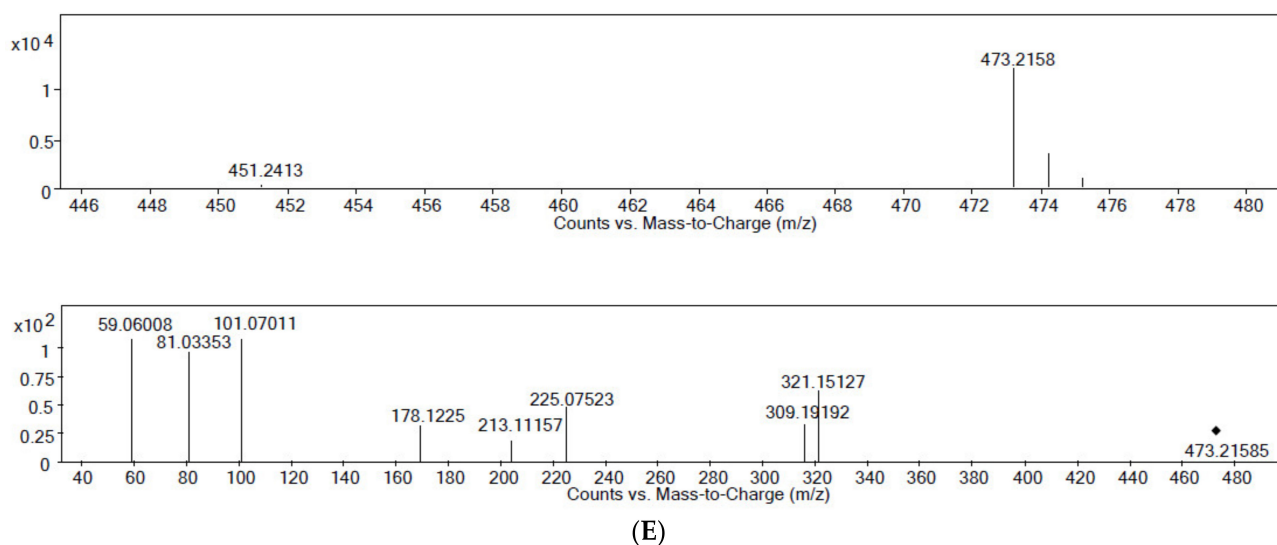 x10⁴
473.2158
1
0.5
451.2413
0
446 448 450 452 454 456 458 460 462 464 466 468 470 472 474 476 478 480
Counts vs. Mass-to-Charge (m/z)
x10²
59.06008
101.07011
81.03353
1
0.75
321.15127
225.07523
0.5
178.1225
309.19192
213.11157
0.25
473.21585
0
40 60 80 100 120 140 160 180 200 220 240 260 280 300 320 340 360 380 400 420 440 460 480
Counts vs. Mass-to-Charge (m/z)
(E)